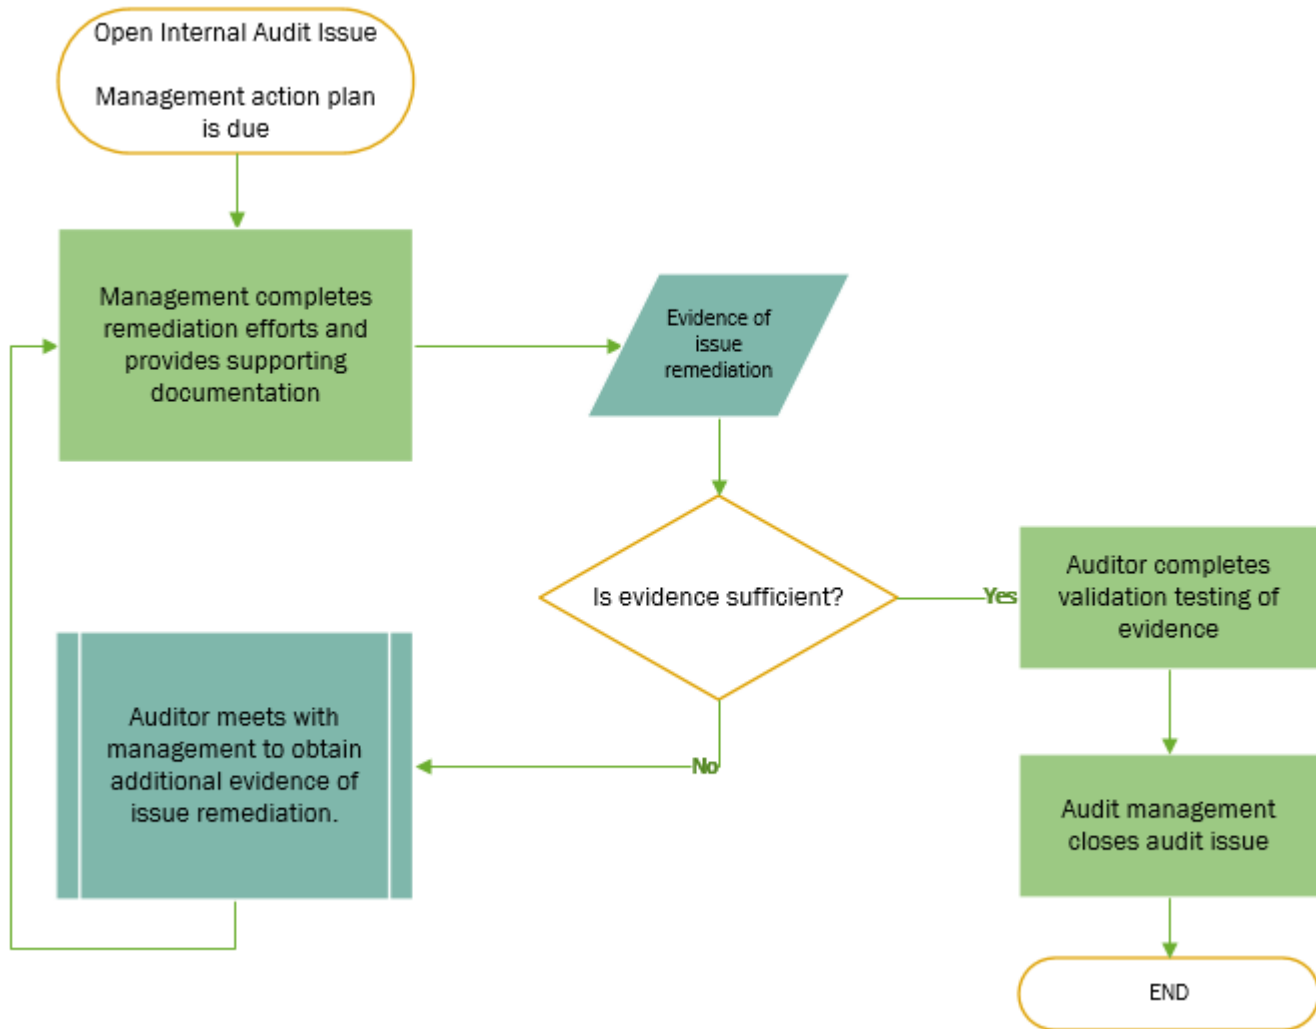 Open Internal Audit Issue
Management action plan
is due
Management completes
remediation efforts and
provides supporting
documentation
Evidence of
issue
remediation
Is evidence sufficient?
Yes
Auditor completes
validation testing of
evidence
No
Auditor meets with
management to obtain
additional evidence of
issue remediation.
Audit management
closes audit issue
END